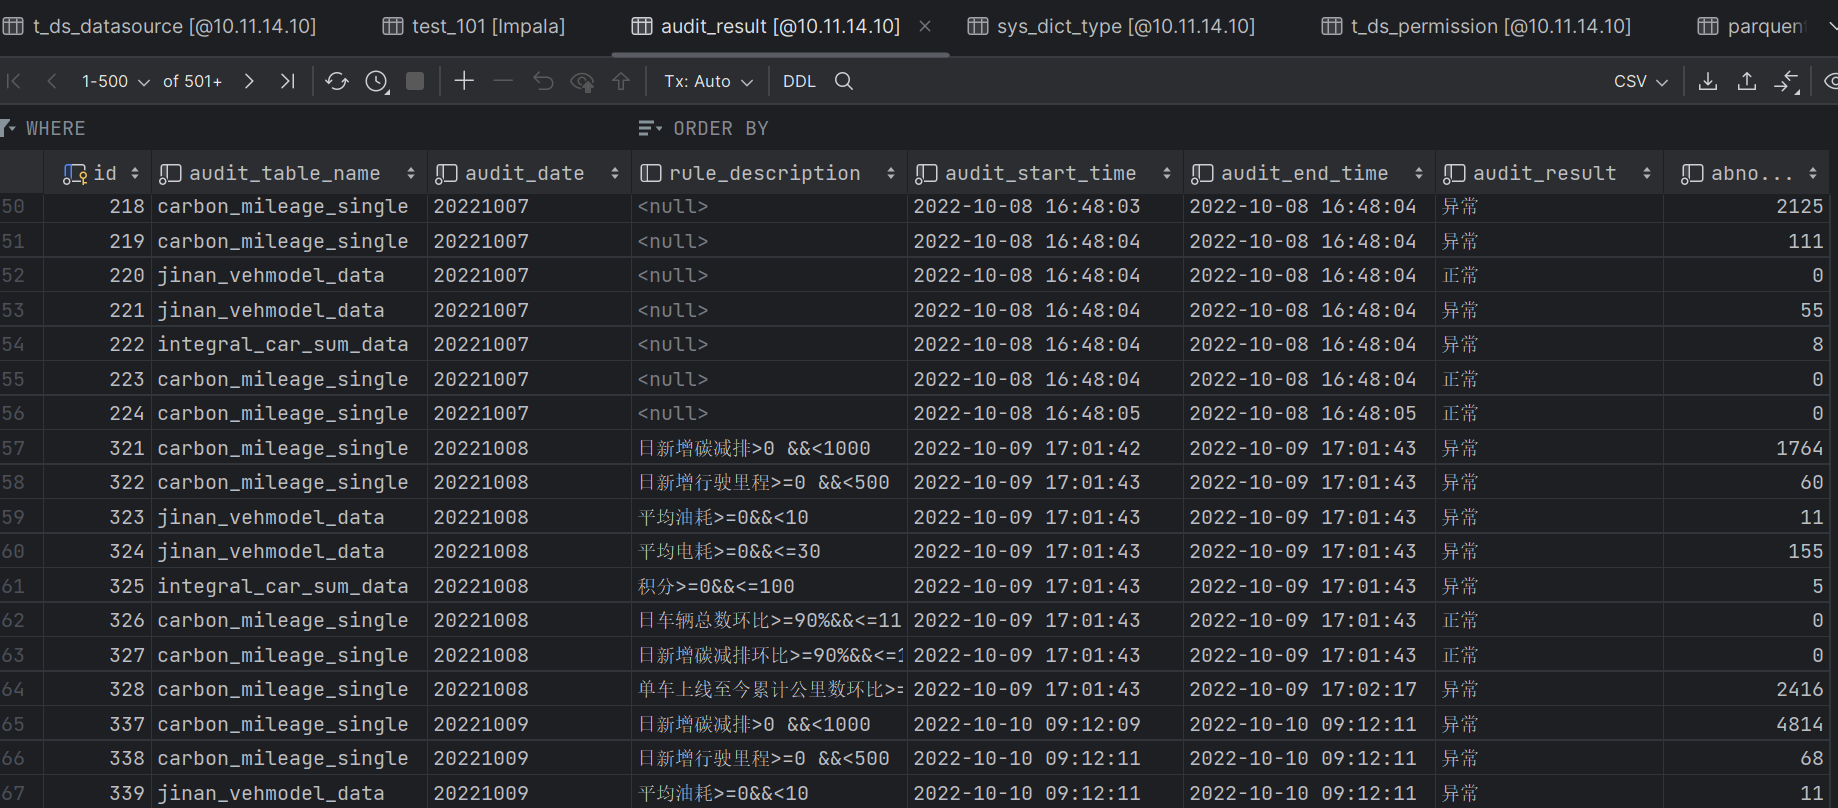 t_ds_datasource [@10.11.14.10] test_101 [Impala] audit_result [@10.11.14.10] sys_dict_type [@10.11.14.10] t_ds_permission [@10.11.14.10] parquen
1-500 of 501+ Tx: Auto DDL CSV
WHERE ORDER BY
id audit_table_name audit_date rule_description audit_start_time audit_end_time audit_result abno...
50 218 carbon_mileage_single 20221007 <null> 2022-10-08 16:48:03 2022-10-08 16:48:04 异常 2125
51 219 carbon_mileage_single 20221007 <null> 2022-10-08 16:48:04 2022-10-08 16:48:04 异常 111
52 220 jinan_vehmodel_data 20221007 <null> 2022-10-08 16:48:04 2022-10-08 16:48:04 正常 0
53 221 jinan_vehmodel_data 20221007 <null> 2022-10-08 16:48:04 2022-10-08 16:48:04 异常 55
54 222 integral_car_sum_data 20221007 <null> 2022-10-08 16:48:04 2022-10-08 16:48:04 异常 8
55 223 carbon_mileage_single 20221007 <null> 2022-10-08 16:48:04 2022-10-08 16:48:04 正常 0
56 224 carbon_mileage_single 20221007 <null> 2022-10-08 16:48:05 2022-10-08 16:48:05 正常 0
57 321 carbon_mileage_single 20221008 日新增碳减排>0 &&<1000 2022-10-09 17:01:42 2022-10-09 17:01:43 异常 1764
58 322 carbon_mileage_single 20221008 日新增行驶里程>=0 &&<500 2022-10-09 17:01:43 2022-10-09 17:01:43 异常 60
59 323 jinan_vehmodel_data 20221008 平均油耗>=0&&<10 2022-10-09 17:01:43 2022-10-09 17:01:43 异常 11
60 324 jinan_vehmodel_data 20221008 平均电耗>=0&&<=30 2022-10-09 17:01:43 2022-10-09 17:01:43 异常 155
61 325 integral_car_sum_data 20221008 积分>=0&&<=100 2022-10-09 17:01:43 2022-10-09 17:01:43 异常 5
62 326 carbon_mileage_single 20221008 日车辆总数环比>=90%&&<=11 2022-10-09 17:01:43 2022-10-09 17:01:43 正常 0
63 327 carbon_mileage_single 20221008 日新增碳减排环比>=90%&&<=1 2022-10-09 17:01:43 2022-10-09 17:01:43 正常 0
64 328 carbon_mileage_single 20221008 单车上线至今累计公里数环比>= 2022-10-09 17:01:43 2022-10-09 17:02:17 异常 2416
65 337 carbon_mileage_single 20221009 日新增碳减排>0 &&<1000 2022-10-10 09:12:09 2022-10-10 09:12:11 异常 4814
66 338 carbon_mileage_single 20221009 日新增行驶里程>=0 &&<500 2022-10-10 09:12:11 2022-10-10 09:12:11 异常 68
67 339 jinan_vehmodel_data 20221009 平均油耗>=0&&<10 2022-10-10 09:12:11 2022-10-10 09:12:11 异常 11